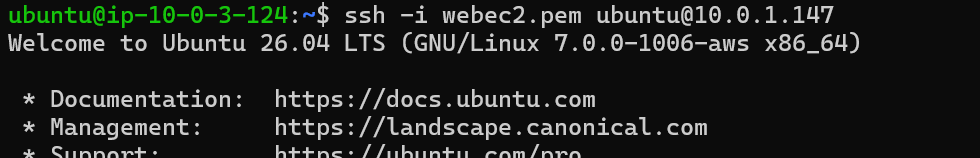 ubuntu@ip-10-0-3-124:~$ ssh -i webec2.pem ubuntu@10.0.1.147
Welcome to Ubuntu 26.04 LTS (GNU/Linux 7.0.0-1006-aws x86_64)
* Documentation: https://docs.ubuntu.com
* Management: https://landscape.canonical.com
* Support: https://ubuntu.com/pro